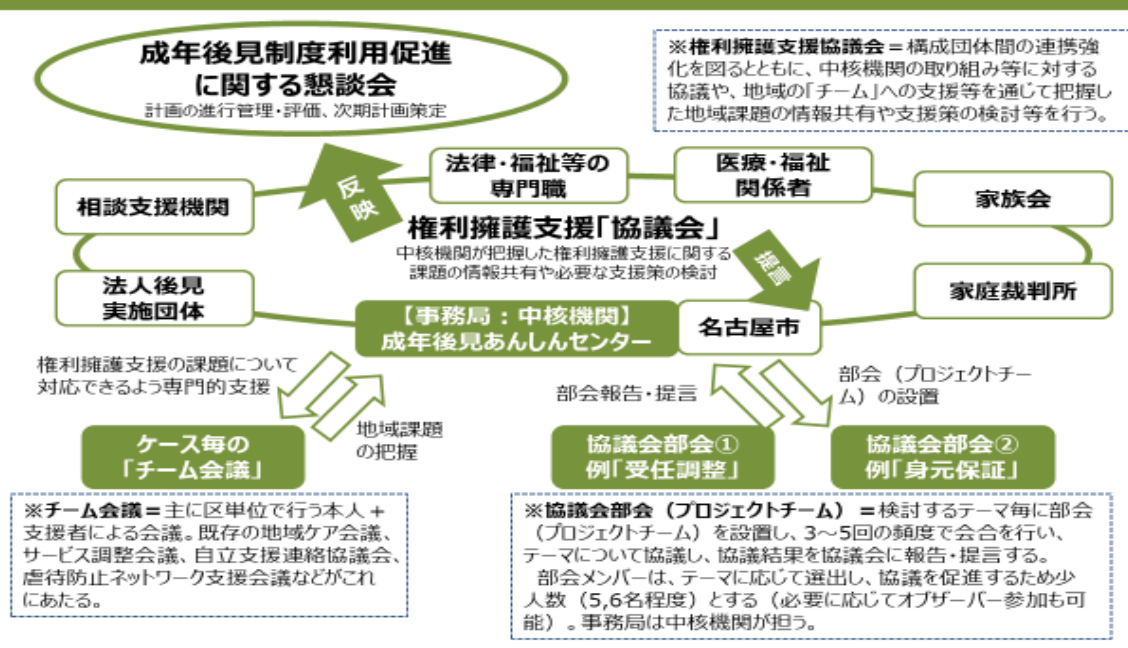 成年後見制度利用促進
に関する懇談会
計画の進行管理・評価、次期計画策定
※権利擁護支援協議会＝構成団体間の連携強
化を図るとともに、中核機関の取り組み等に対する
協議や、地域の「チーム」への支援等を通じて把握し
た地域課題の情報共有や支援策の検討等を行う。
反映
法律・福祉等の
専門職
医療・福祉
関係者
相談支援機関
家族会
権利擁護支援「協議会」
中核機関が把握した権利擁護支援に関する
課題の情報共有や必要な支援策の検討
提言
法人後見
実施団体
家庭裁判所
【事務局：中核機関】
成年後見あんしんセンター
名古屋市
権利擁護支援の課題について
対応できるよう専門的支援
地域課題
の把握
部会報告・提言
部会（プロジェクトチー
ム）の設置
ケース毎の
「チーム会議」
協議会部会①
例「受任調整」
協議会部会②
例「身元保証」
※チーム会議＝主に区単位で行う本人＋
支援者による会議。既存の地域ケア会議、
サービス調整会議、自立支援連絡協議会、
虐待防止ネットワーク支援会議などがこれ
にあたる。
※協議会部会（プロジェクトチーム）＝検討するテーマ毎に部会
（プロジェクトチーム）を設置し、3～5回の頻度で会合を行い、
テーマについて協議し、協議結果を協議会に報告・提言する。
部会メンバーは、テーマに応じて選出し、協議を促進するため少
人数（5,6名程度）とする（必要に応じてオブザーバー参加も可
能）。事務局は中核機関が担う。